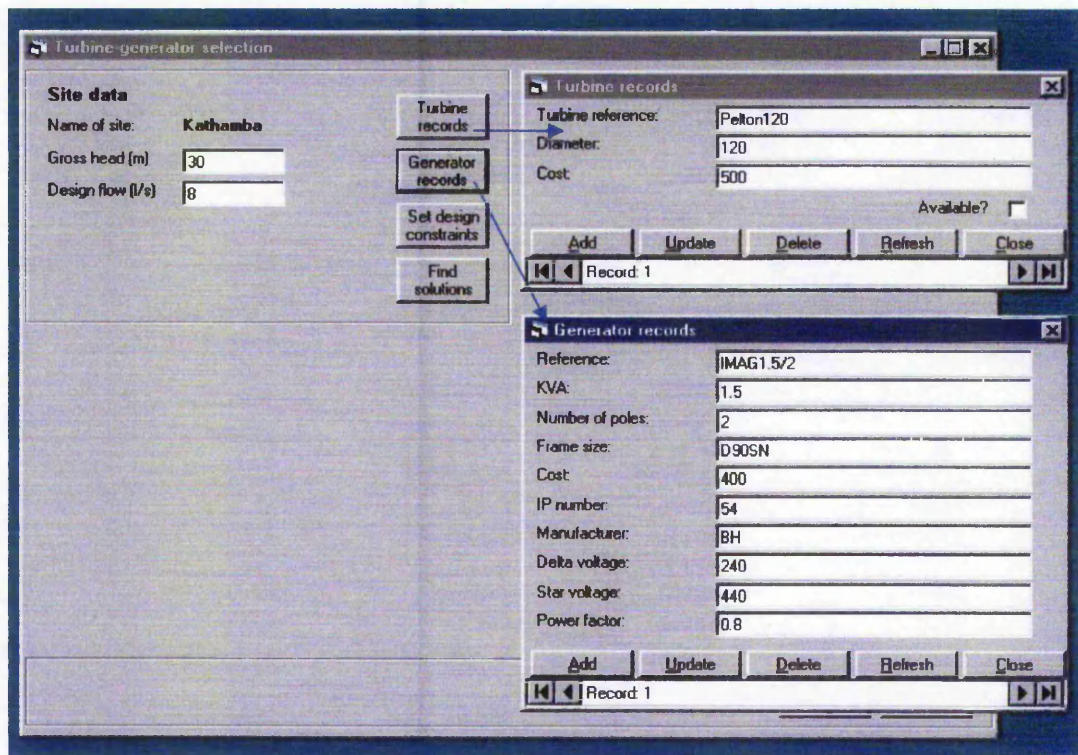 Turbine-generator selection
Site data
Name of site: Kathamba
Gross head (m) 30
Design flow (l/s) 8
Turbine records
Generator records
Set design constraints
Find solutions
Turbine records
Turbine reference: Pelton120
Diameter: 120
Cost: 500
Available?
Add Update Delete Refresh Close
Record: 1
Generator records
Reference: IMAG1.5/2
KVA: 1.5
Number of poles: 2
Frame size: D90SN
Cost: 400
IP number: 54
Manufacturer: BH
Delta voltage: 240
Star voltage: 440
Power factor: 0.8
Add Update Delete Refresh Close
Record: 1